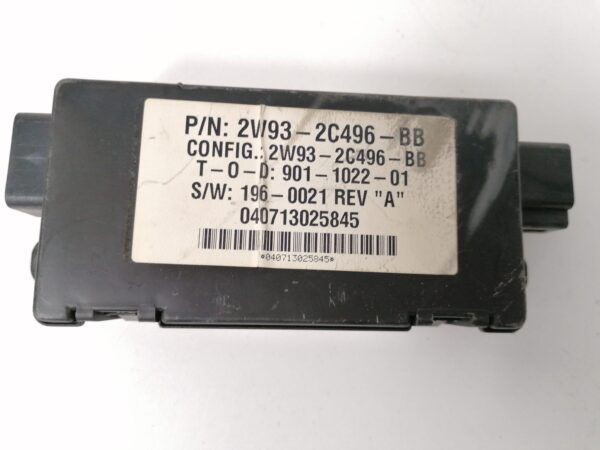 P/N: 2W93-2C496-BB
CONFIG.: 2W93-2C496-BB
T-O-D: 901-1022-01
S/W: 196-0021 REV "A"
040713025845
*040713025845*